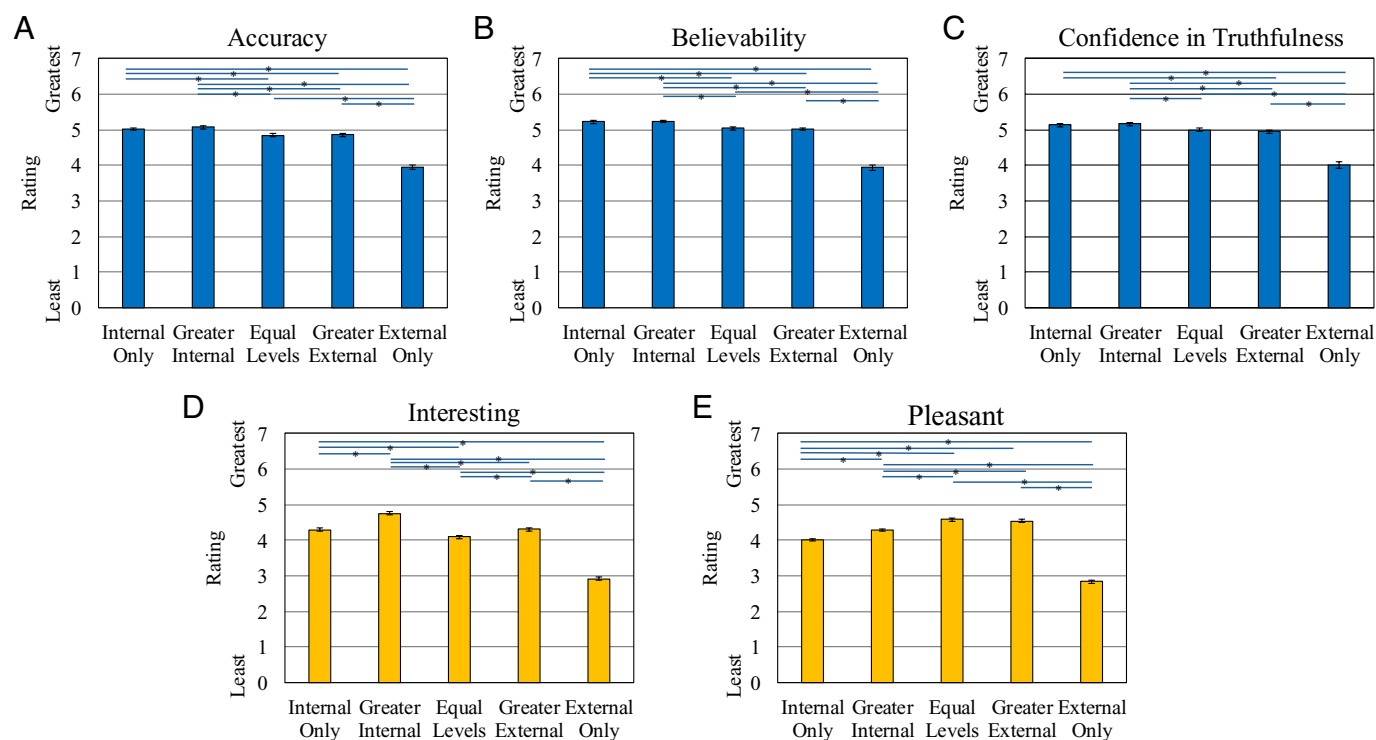 A
Accuracy
Greatest
Rating
Least
7
6
5
4
3
2
1
0
Internal Only
Greater Internal
Equal Levels
Greater External
External Only
B
Believability
Greatest
Rating
Least
7
6
5
4
3
2
1
0
Internal Only
Greater Internal
Equal Levels
Greater External
External Only
C
Confidence in Truthfulness
Greatest
Rating
Least
7
6
5
4
3
2
1
0
Internal Only
Greater Internal
Equal Levels
Greater External
External Only
D
Interesting
Greatest
Rating
Least
7
6
5
4
3
2
1
0
Internal Only
Greater Internal
Equal Levels
Greater External
External Only
E
Pleasant
Greatest
Rating
Least
7
6
5
4
3
2
1
0
Internal Only
Greater Internal
Equal Levels
Greater External
External Only